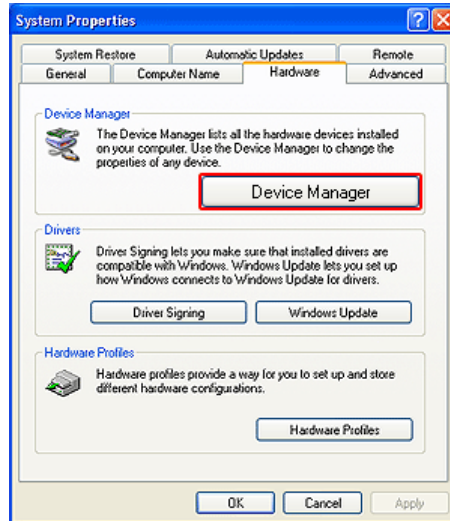 System Properties
System Restore Automatic Updates Remote
General Computer Name Hardware Advanced
Device Manager
The Device Manager lists all the hardware devices installed
on your computer. Use the Device Manager to change the
properties of any device.
Device Manager
Drivers
Driver Signing lets you make sure that installed drivers are
compatible with Windows. Windows Update lets you set up
how Windows connects to Windows Update for drivers.
Driver Signing Windows Update
Hardware Profiles
Hardware profiles provide a way for you to set up and store
different hardware configurations.
Hardware Profiles
OK Cancel Apply